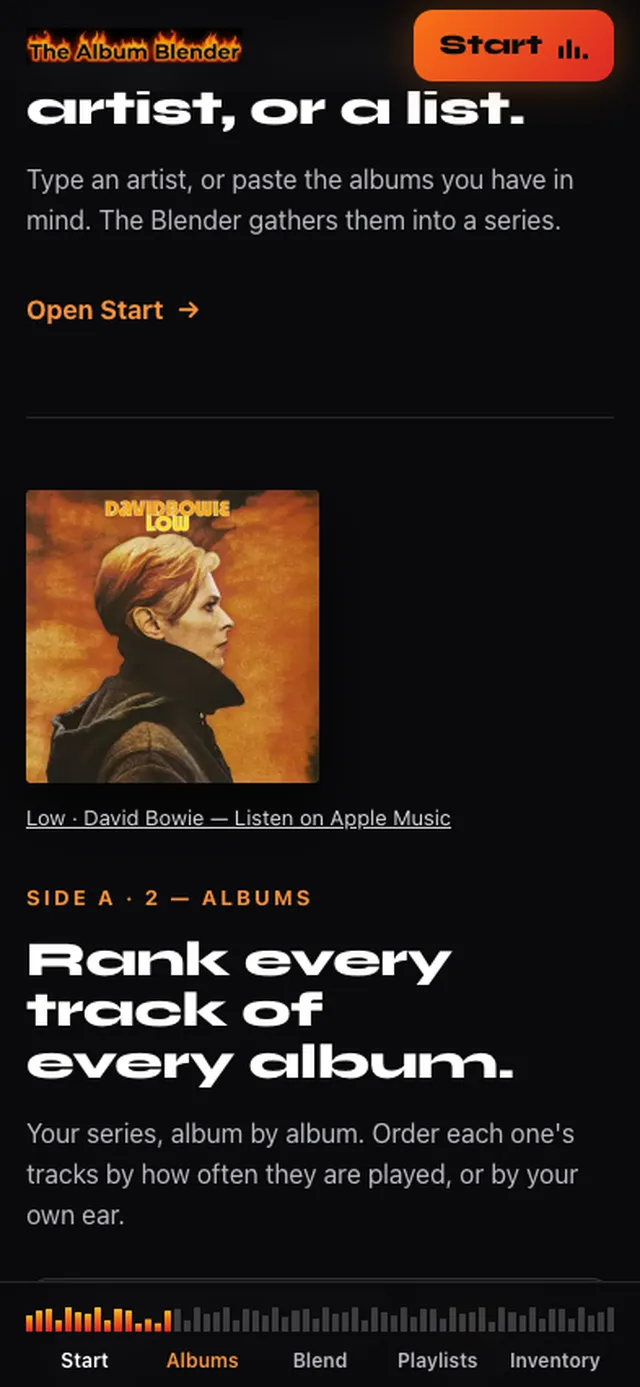 The Album Blender
Start
artist, or a list.
Type an artist, or paste the albums you have in
mind. The Blender gathers them into a series.
Open Start →
DAVID BOWIE
LOW
Low · David Bowie — Listen on Apple Music
SIDE A · 2 — ALBUMS
Rank every
track of
every album.
Your series, album by album. Order each one's
tracks by how often they are played, or by your
own ear.
Start Albums Blend Playlists Inventory